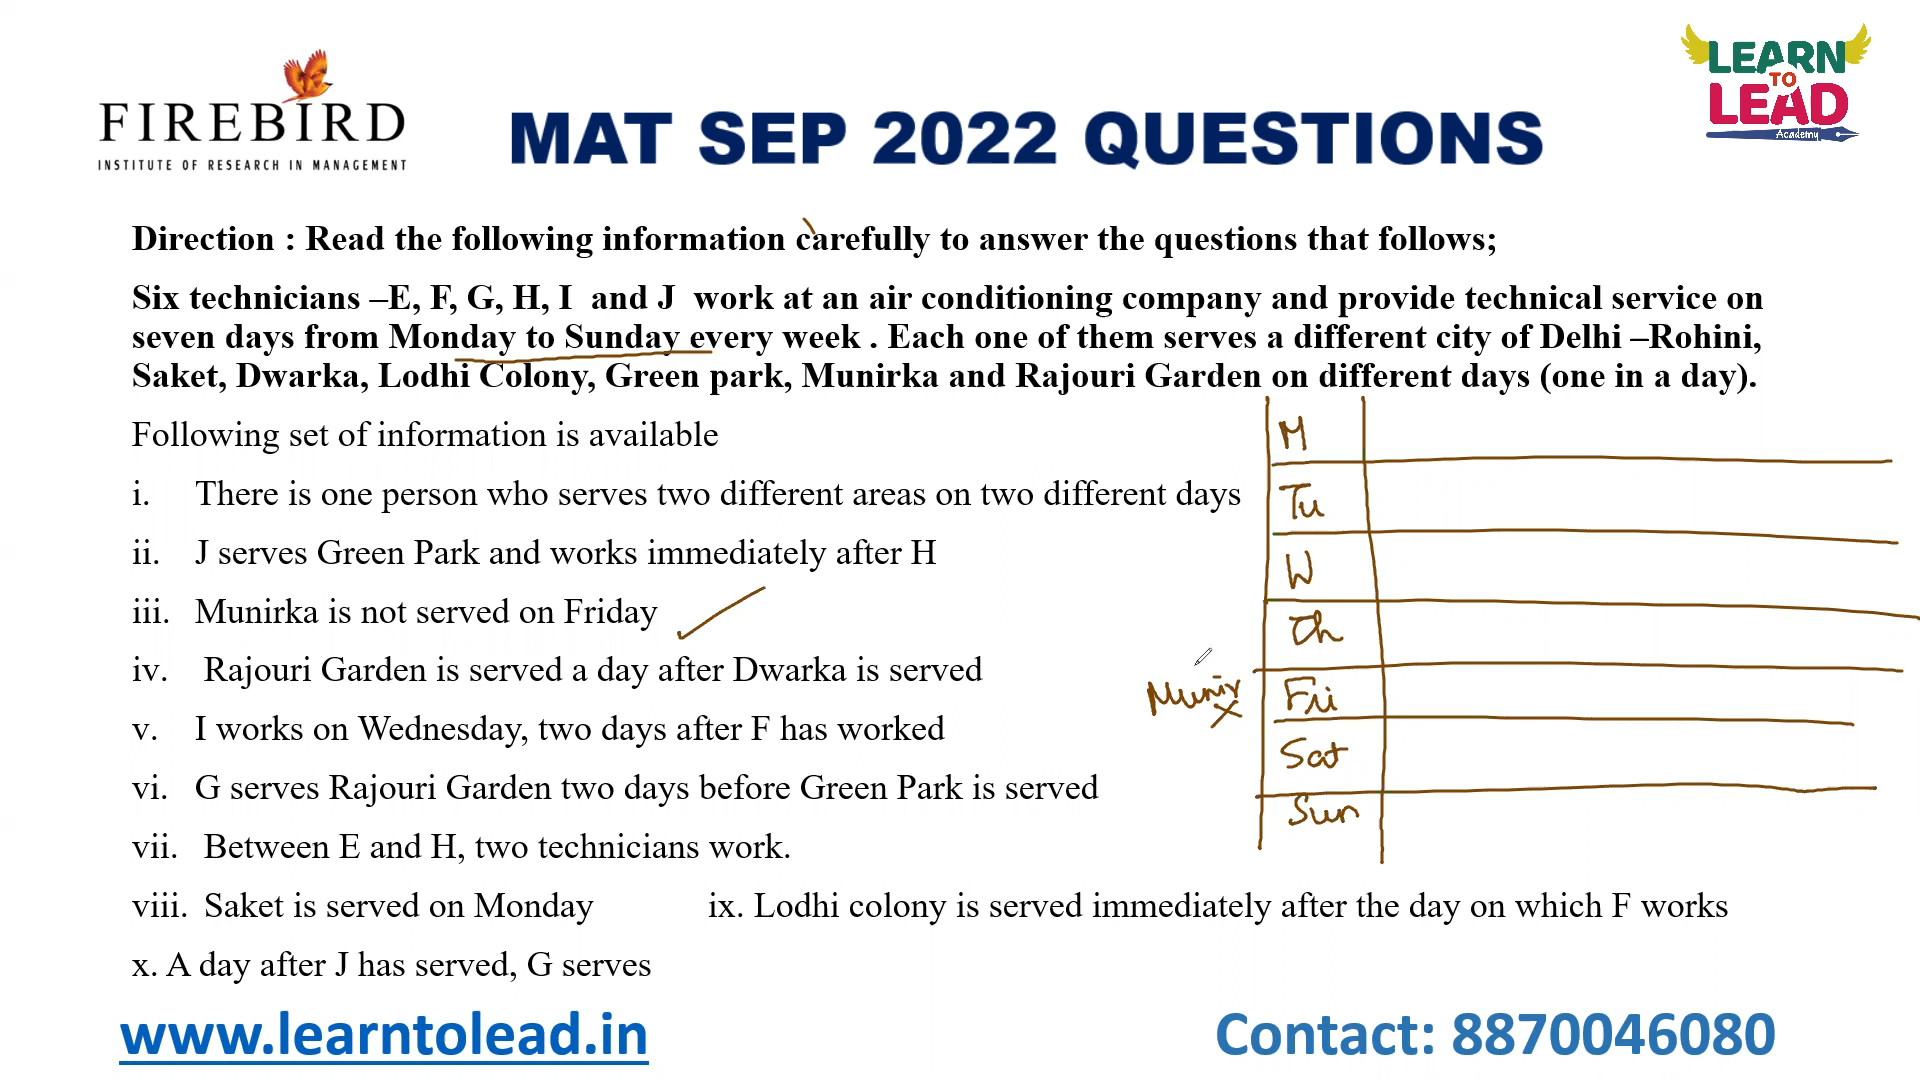 FIREBIRD
INSTITUTE OF RESEARCH IN MANAGEMENT
MAT SEP 2022 QUESTIONS
LEARN
TO
LEAD
Academy
Direction : Read the following information carefully to answer the questions that follows;
Six technicians –E, F, G, H, I and J work at an air conditioning company and provide technical service on
seven days from Monday to Sunday every week . Each one of them serves a different city of Delhi –Rohini,
Saket, Dwarka, Lodhi Colony, Green park, Munirka and Rajouri Garden on different days (one in a day).
Following set of information is available
i. There is one person who serves two different areas on two different days
ii. J serves Green Park and works immediately after H
iii. Munirka is not served on Friday
iv. Rajouri Garden is served a day after Dwarka is served
v. I works on Wednesday, two days after F has worked
vi. G serves Rajouri Garden two days before Green Park is served
vii. Between E and H, two technicians work.
viii. Saket is served on Monday ix. Lodhi colony is served immediately after the day on which F works
x. A day after J has served, G serves
M
Tu
W
Th
Munir X Fri
Sat
Sun
www.learntolead.in
Contact: 8870046080